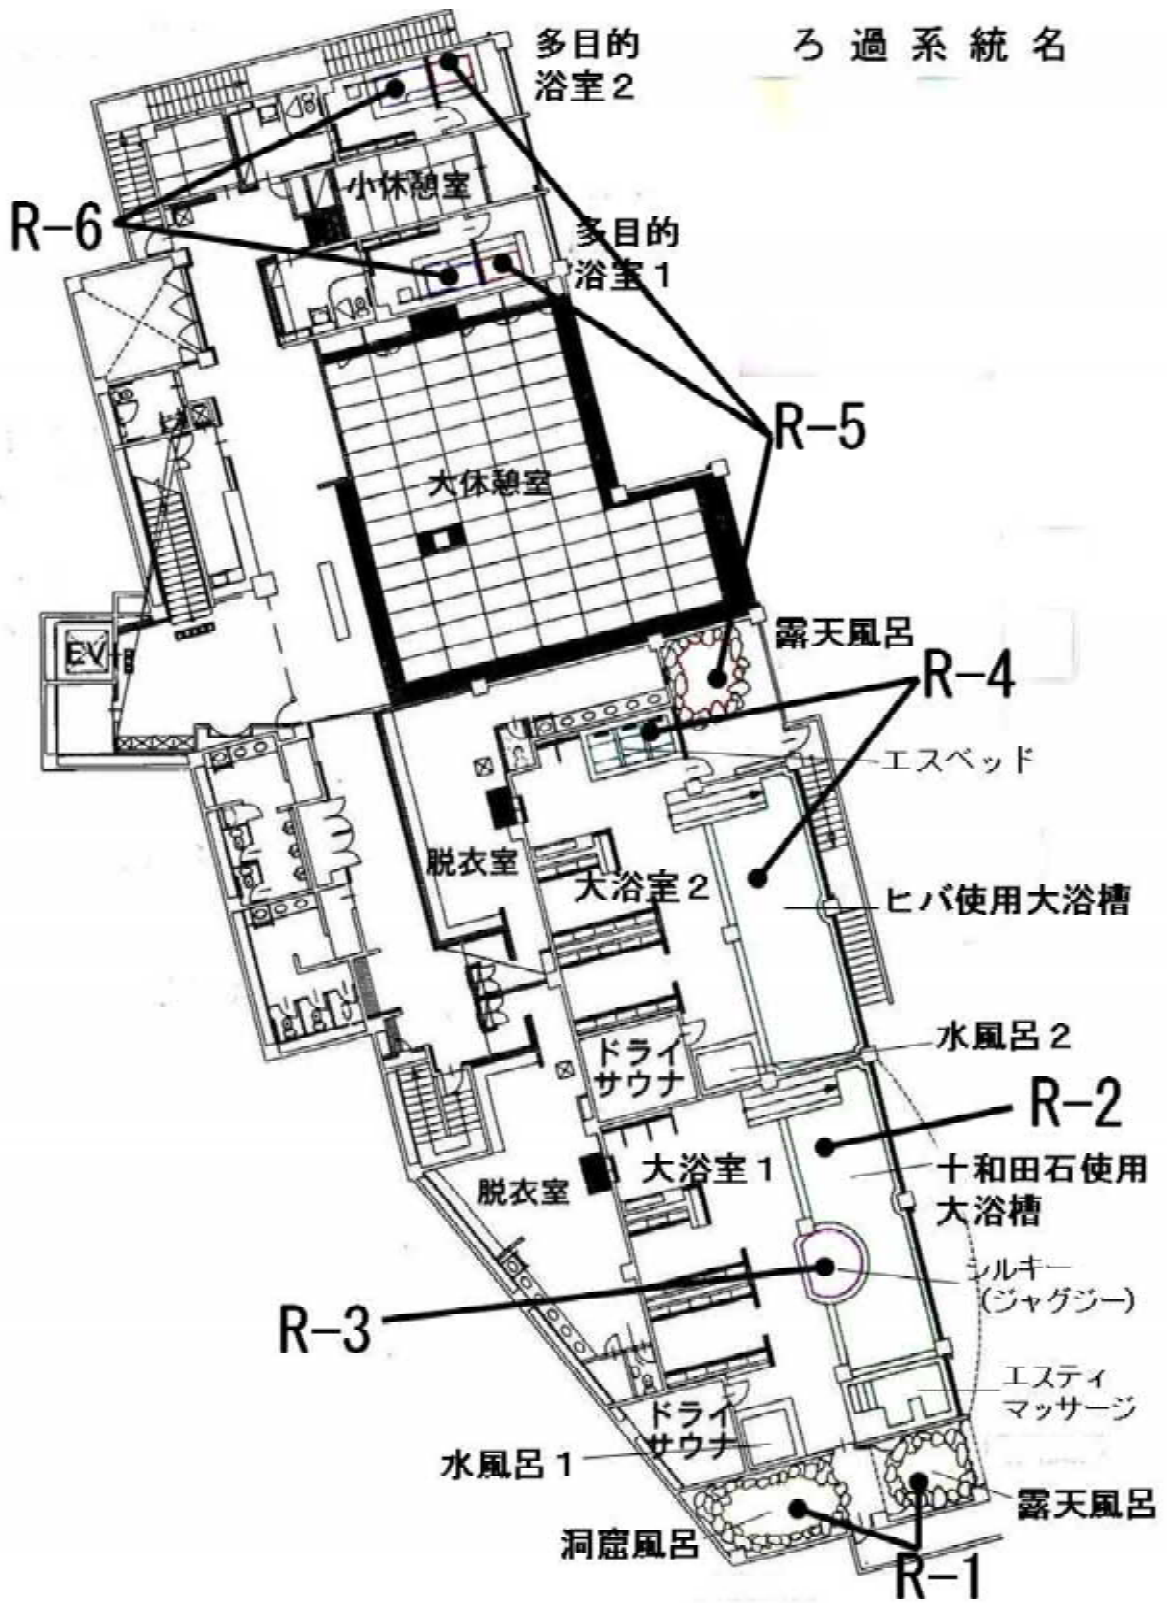 ろ過系統名
多目的
浴室2
小休憩室
R-6
多目的
浴室1
R-5
大休憩室
露天風呂
EV
R-4
エスベッド
脱衣室
大浴室2
ヒバ使用大浴槽
水風呂2
ドライ
サウナ
R-2
大浴室1
十和田石使用
大浴槽
脱衣室
シルキー
(ジャグジー)
R-3
エスティ
マッサージ
ドライ
サウナ
水風呂1
露天風呂
洞窟風呂
R-1